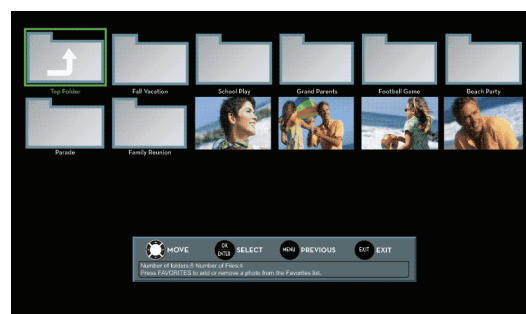 Top Folder Fall Vacation School Play Grand Parents Football Game Beach Party
Parade Family Reunion
MOVE OK ENTER SELECT MENU PREVIOUS EXIT EXIT
Number of folders:8 Number of Files:4
Press FAVORITES to add or remove a photo from the Favorites list.